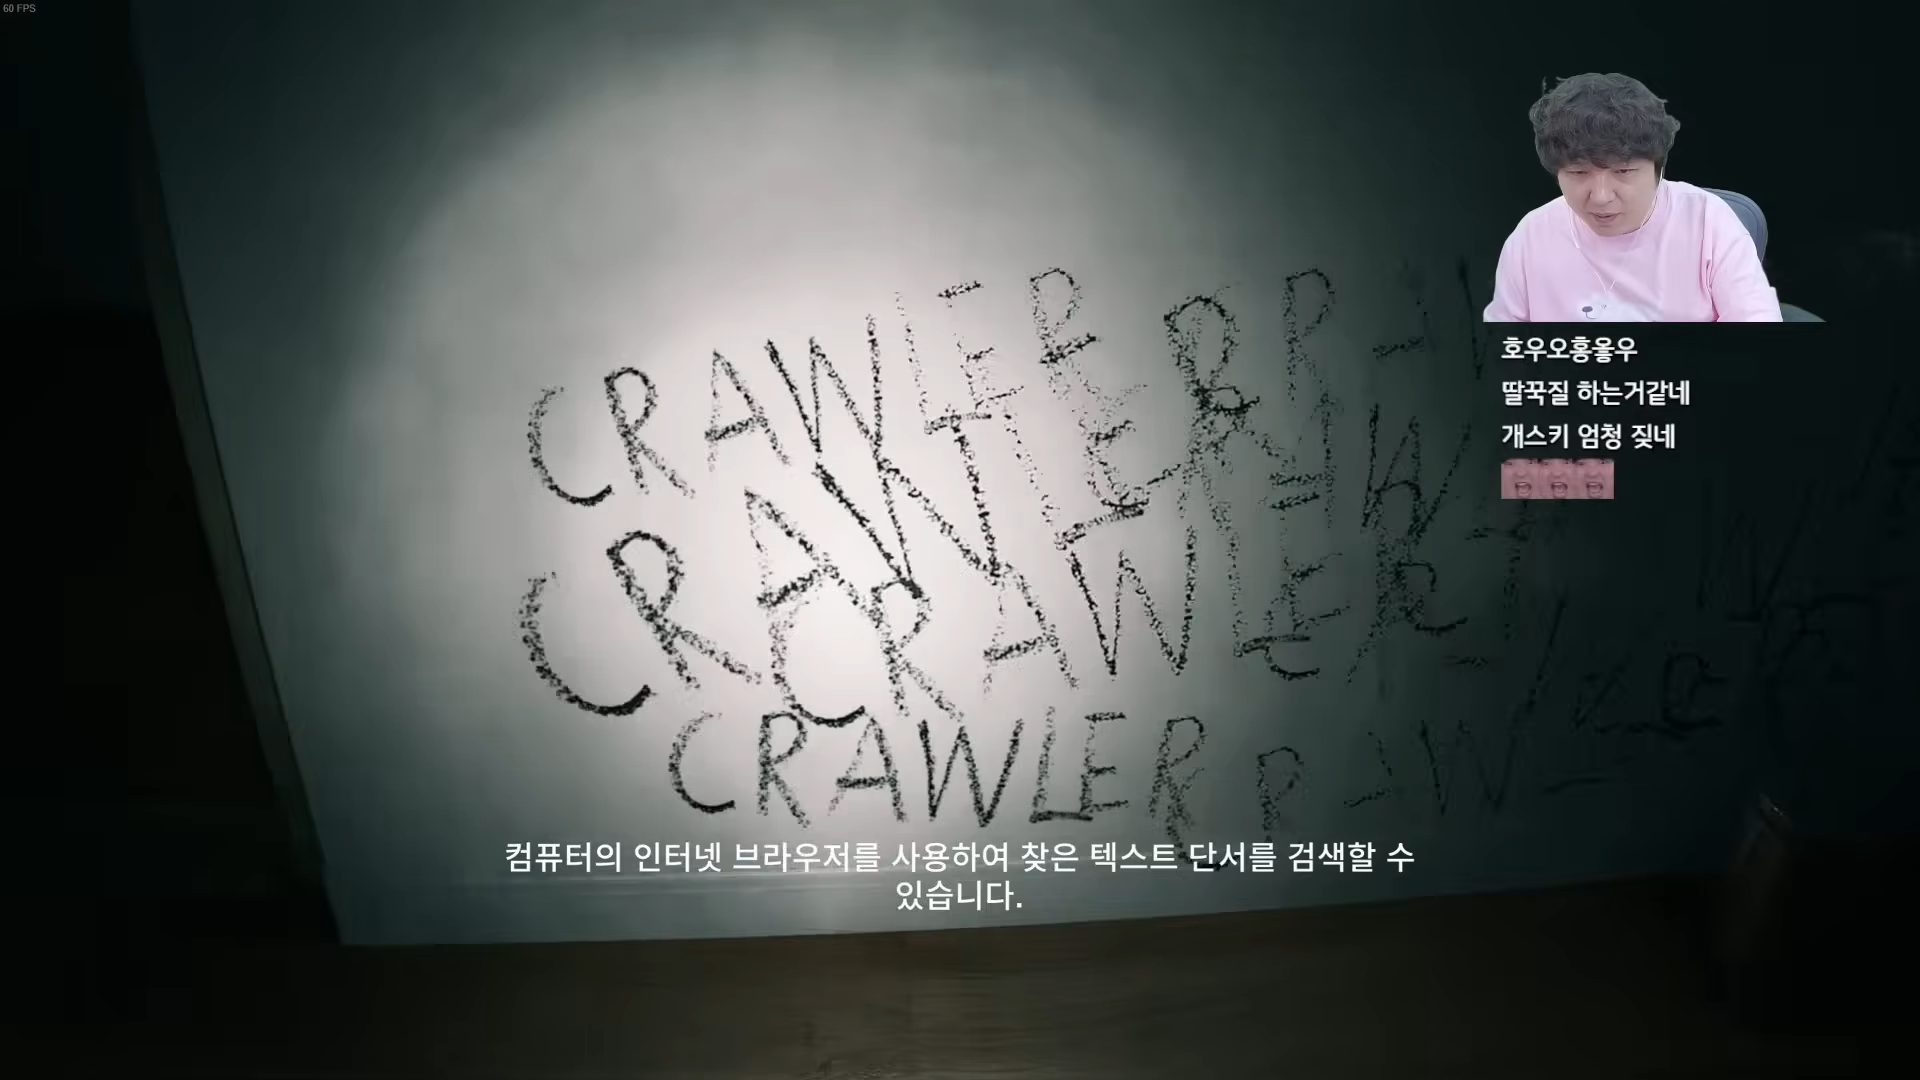 60 FPS
호우오홍옿우
딸꾹질 하는거같네
개스키 엄청 짖네
CRAWLER
CRAWLER
CRAWLER
CRAWLER
컴퓨터의 인터넷 브라우저를 사용하여 찾은 텍스트 단서를 검색할 수
있습니다.